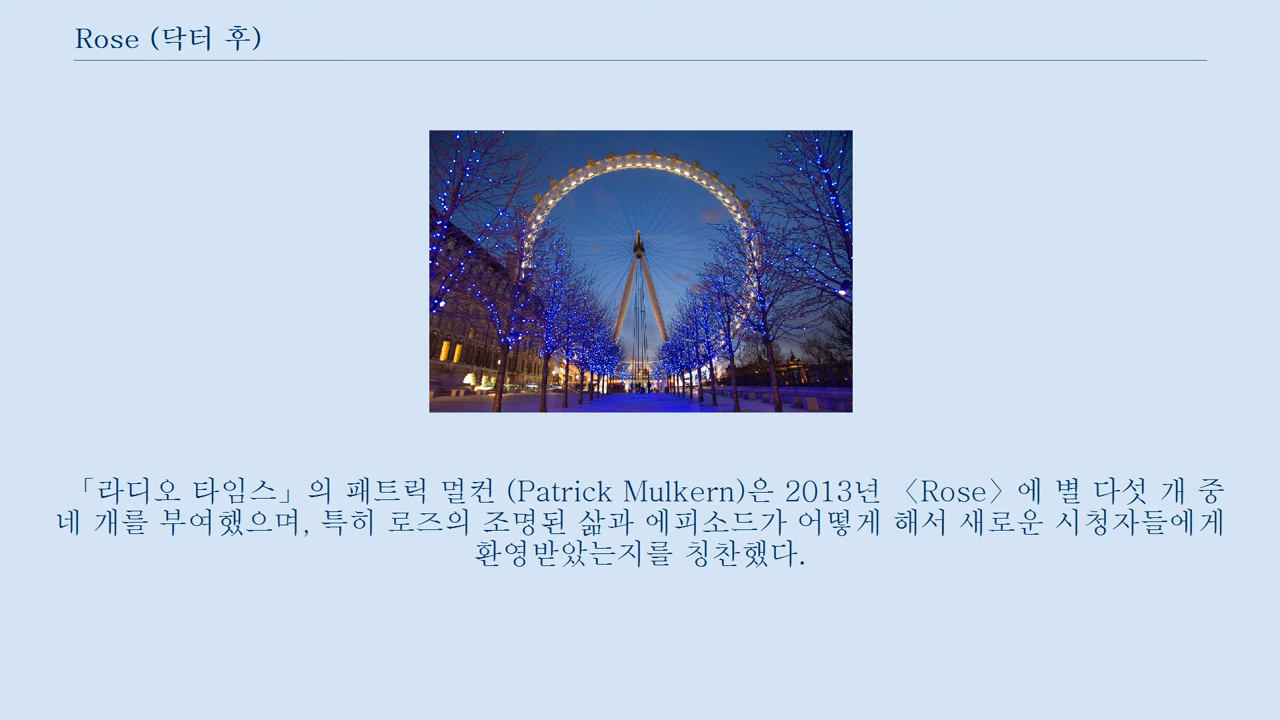 Rose (닥터 후)
「라디오 타임스」의 패트릭 멀컨 (Patrick Mulkern)은 2013년 〈Rose〉에 별 다섯 개 중
네 개를 부여했으며, 특히 로즈의 조명된 삶과 에피소드가 어떻게 해서 새로운 시청자들에게
환영받았는지를 칭찬했다.